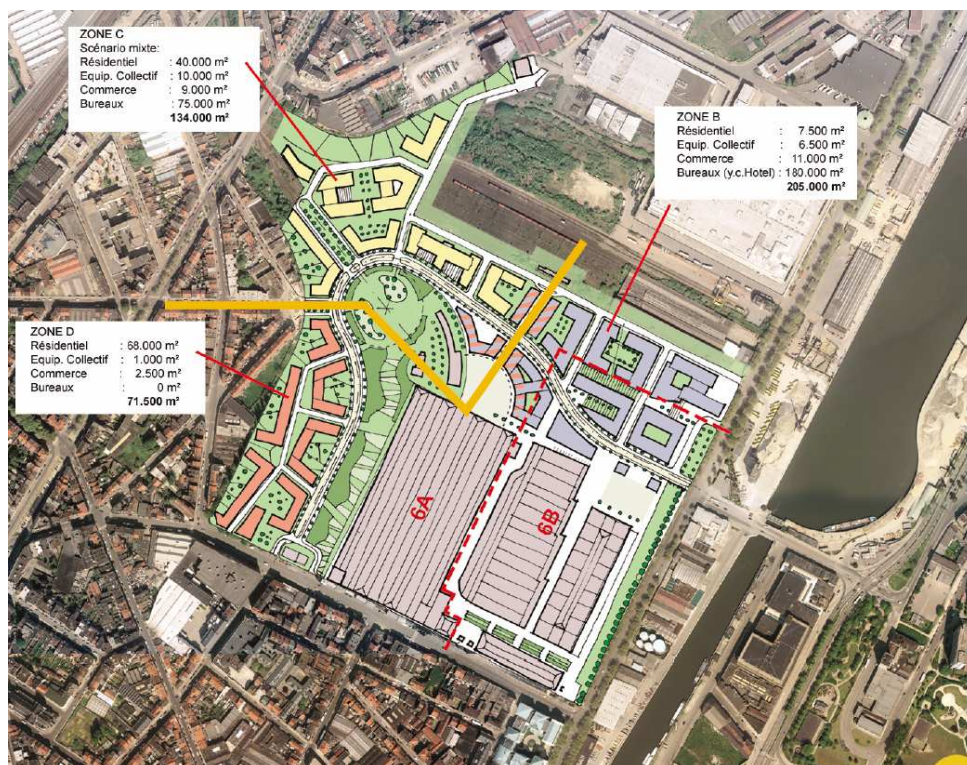 ZONE C
Scénario mixte:
Résidentiel : 40.000 m²
Equip. Collectif : 10.000 m²
Commerce : 9.000 m²
Bureaux : 75.000 m²
134.000 m²
ZONE B
Résidentiel : 7.500 m²
Equip. Collectif : 6.500 m²
Commerce : 11.000 m²
Bureaux (y.c.Hotel) : 180.000 m²
205.000 m²
ZONE D
Résidentiel : 68.000 m²
Equip. Collectif : 1.000 m²
Commerce : 2.500 m²
Bureaux : 0 m²
71.500 m²
6A
6B